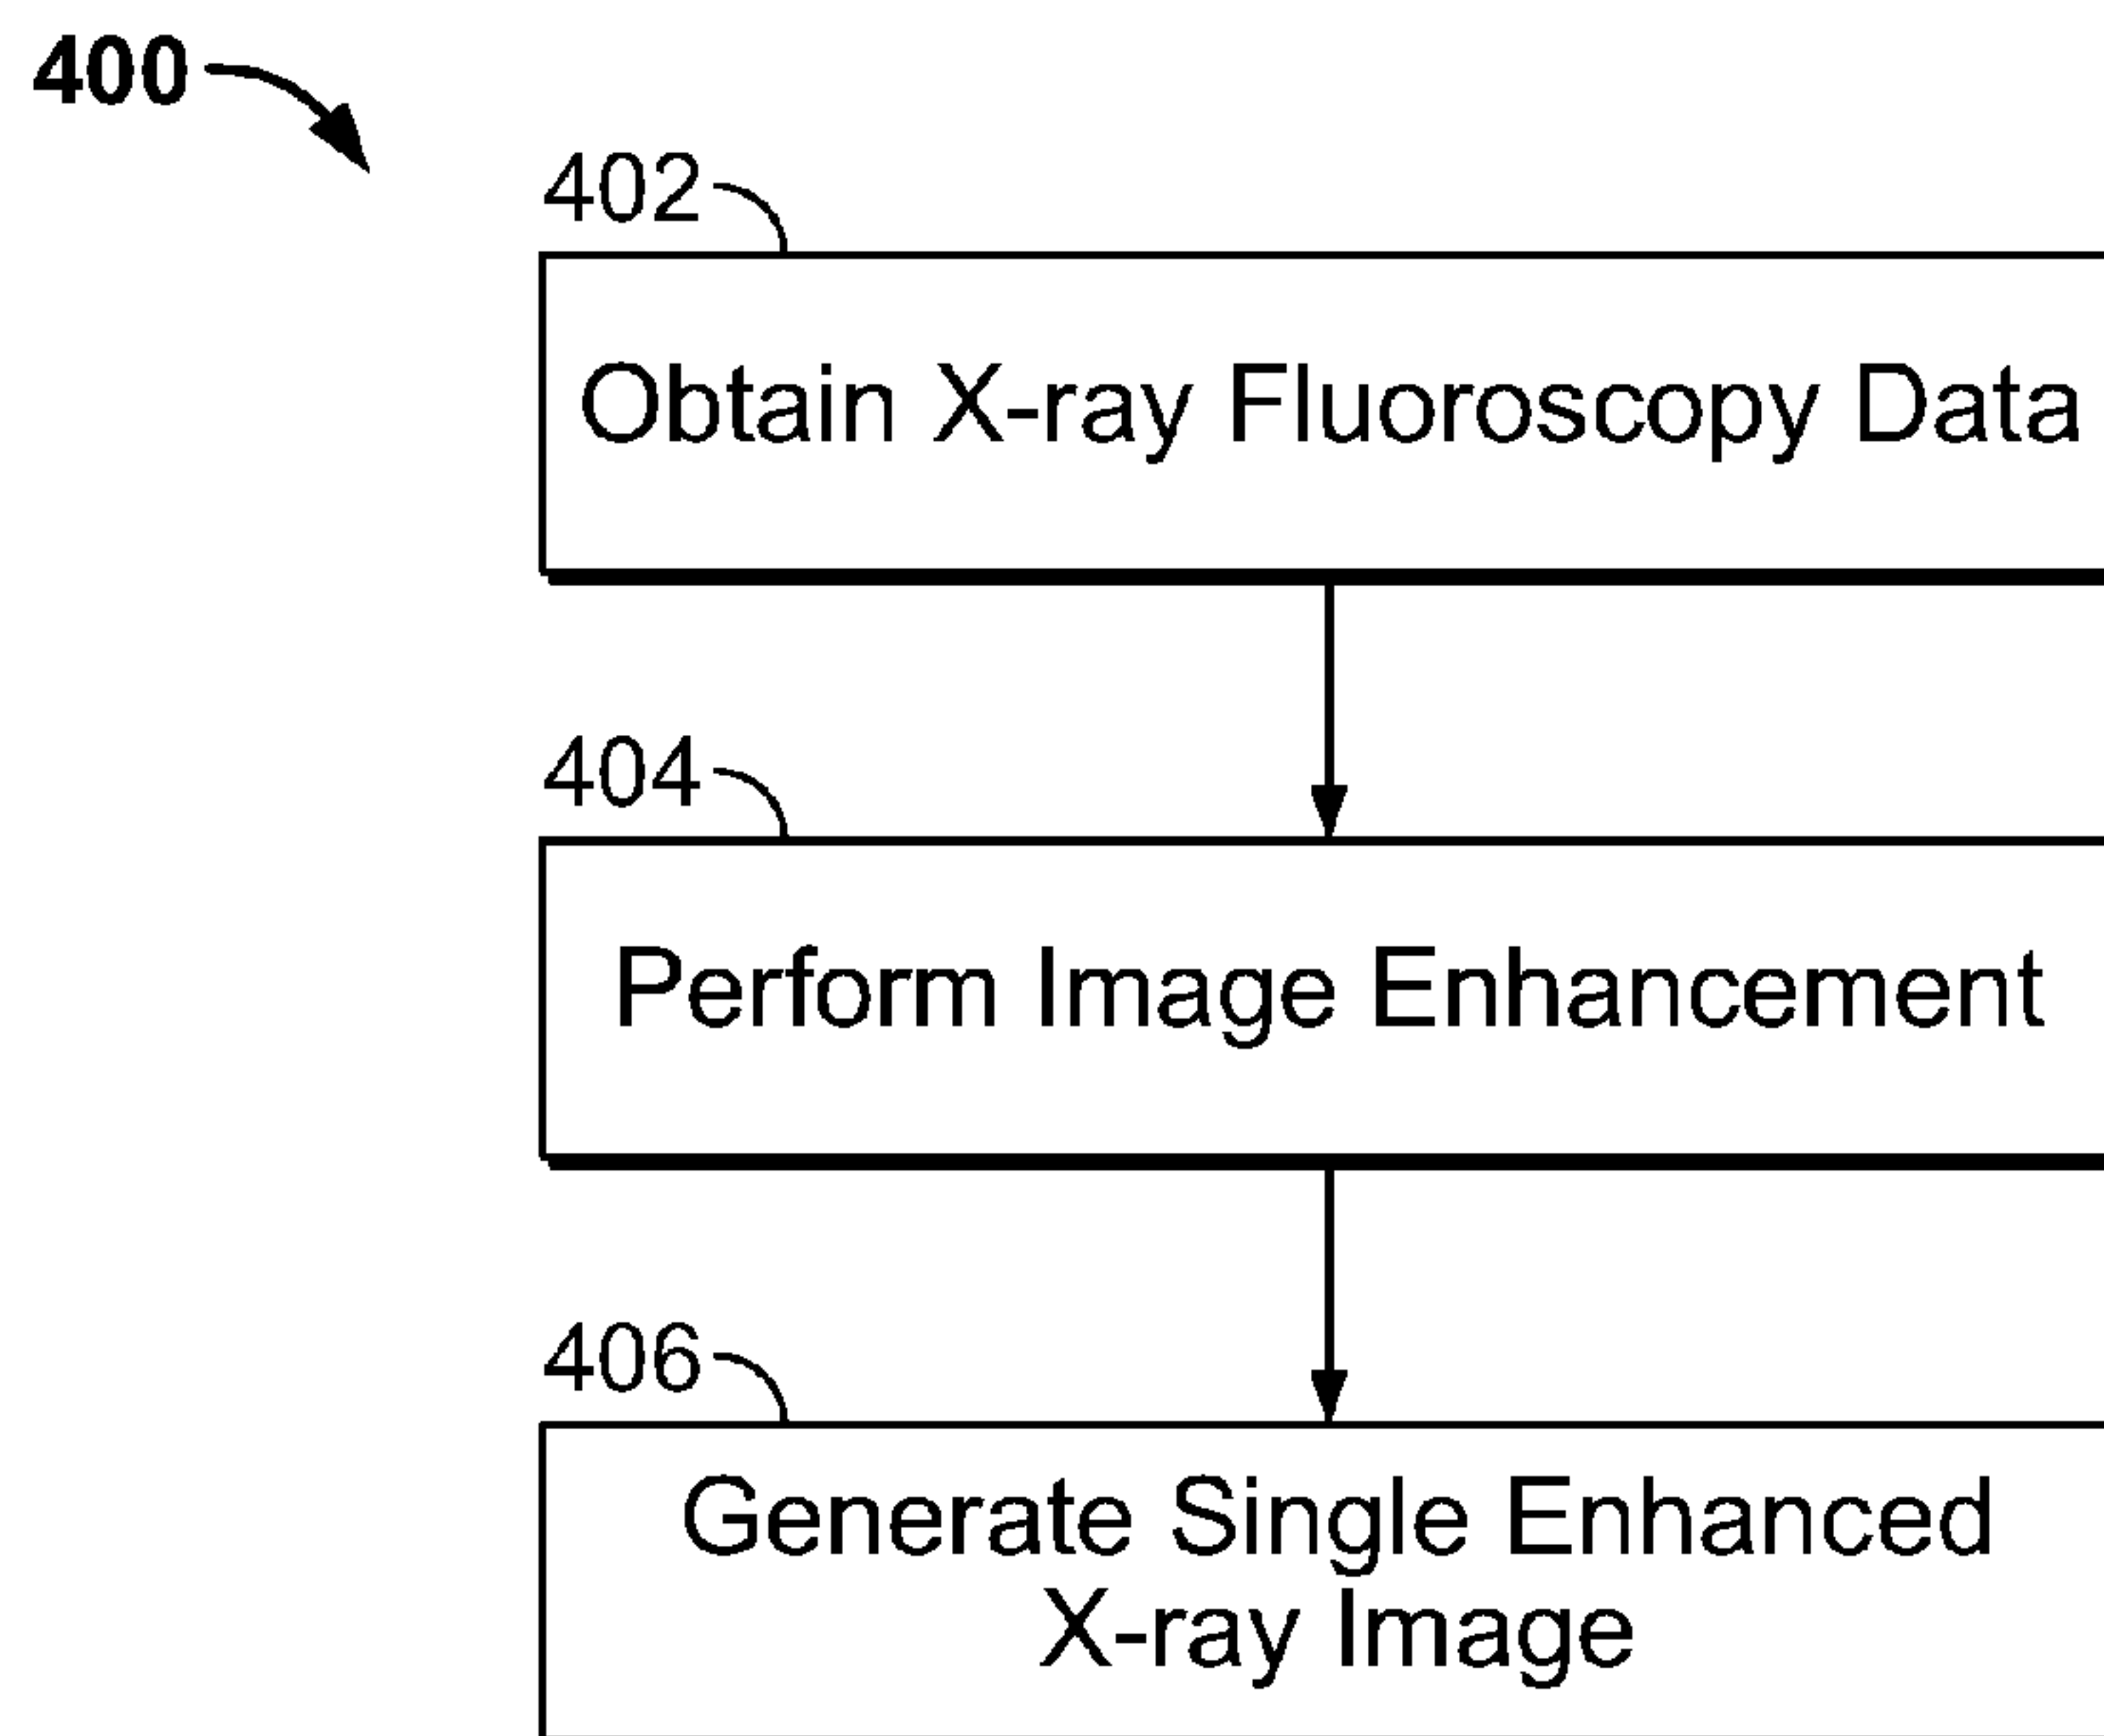 400
402
Obtain X-ray Fluoroscopy Data
404
Perform Image Enhancement
406
Generate Single Enhanced
X-ray Image